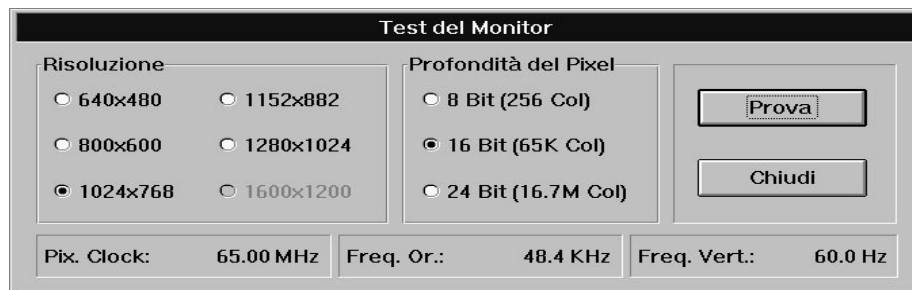 Test del Monitor
Risoluzione
640x480
800x600
1024x768
1152x882
1280x1024
1600x1200
Profondità del Pixel
8 Bit (256 Col)
16 Bit (65K Col)
24 Bit (16.7M Col)
Prova
Chiudi
Pix. Clock: 65.00 MHz
Freq. Or.: 48.4 KHz
Freq. Vert.: 60.0 Hz